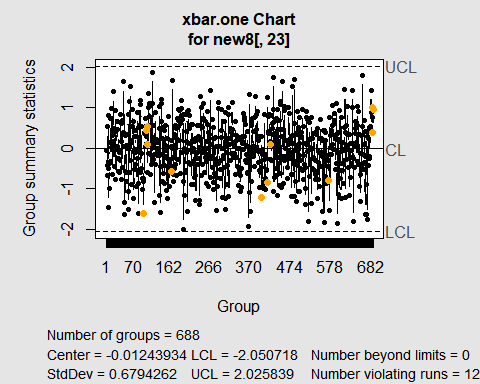 xbar.one Chart
for new8[, 23]
Group summary statistics
2
1
0
-1
-2
UCL
CL
LCL
1 70 162 266 370 474 578 682
Group
Number of groups = 688
Center = -0.01243934 LCL = -2.050718 Number beyond limits = 0
StdDev = 0.6794262 UCL = 2.025839 Number violating runs = 12